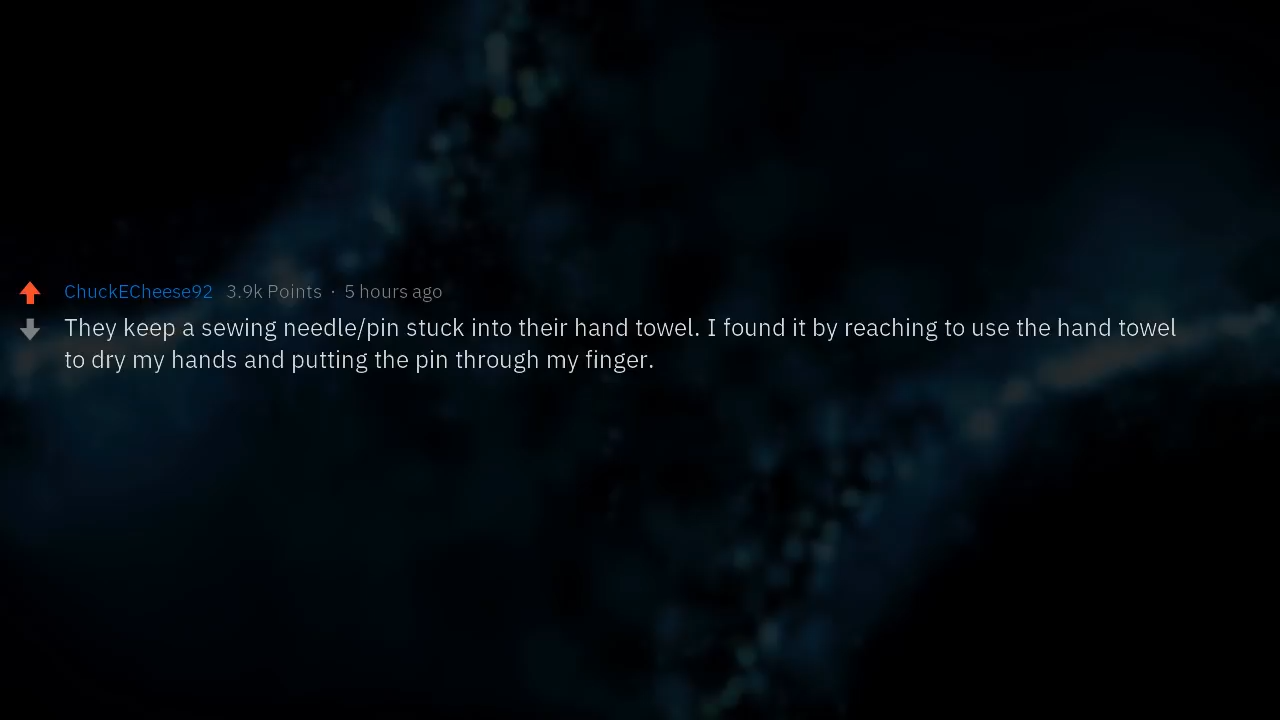 ChuckECheese92 3.9k Points · 5 hours ago
They keep a sewing needle/pin stuck into their hand towel. I found it by reaching to use the hand towel
to dry my hands and putting the pin through my finger.